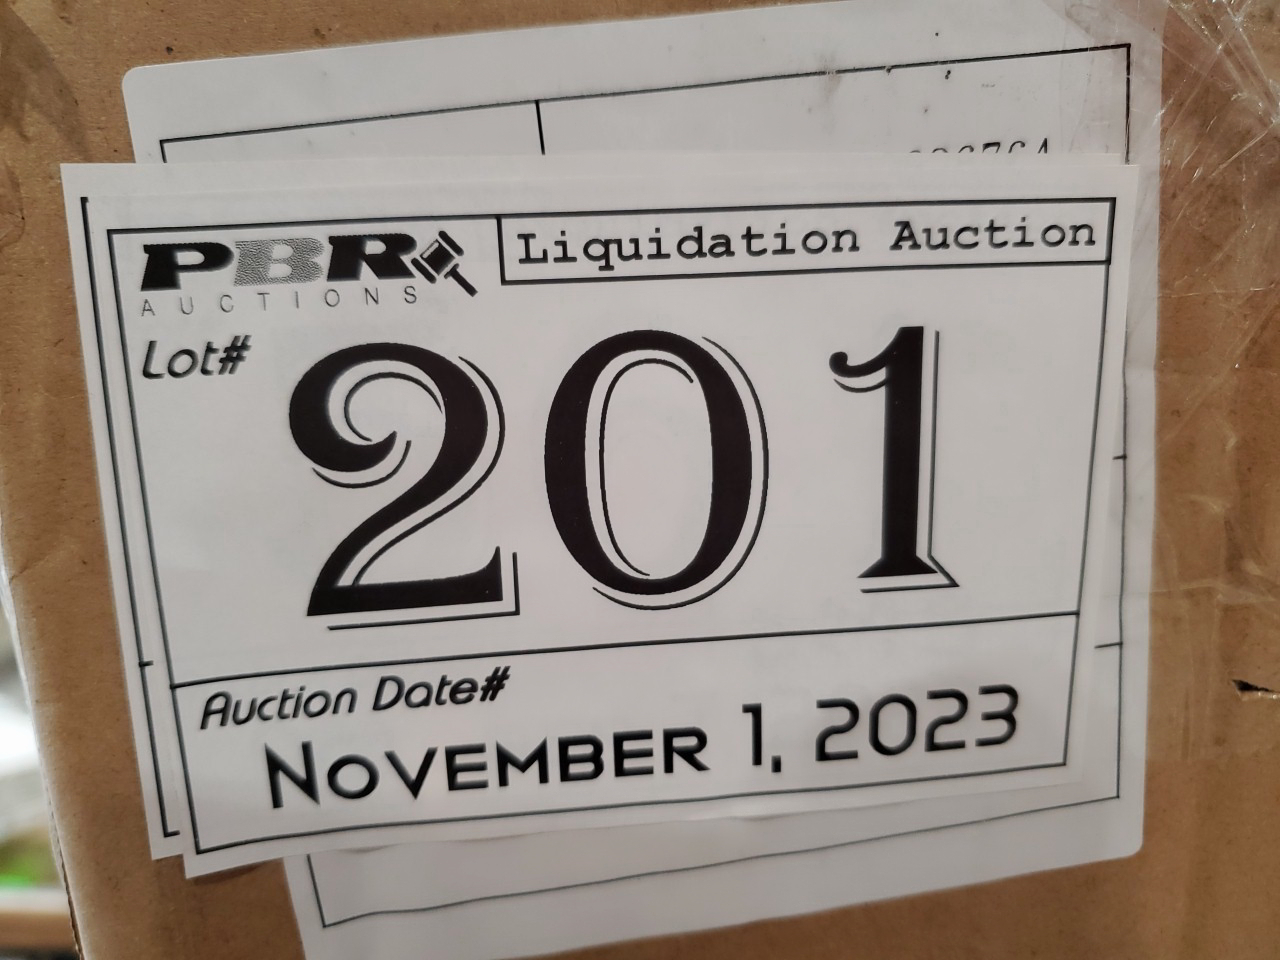 PBR
AUCTIONS
Liquidation Auction
Lot#
201
Auction Date#
NOVEMBER 1, 2023